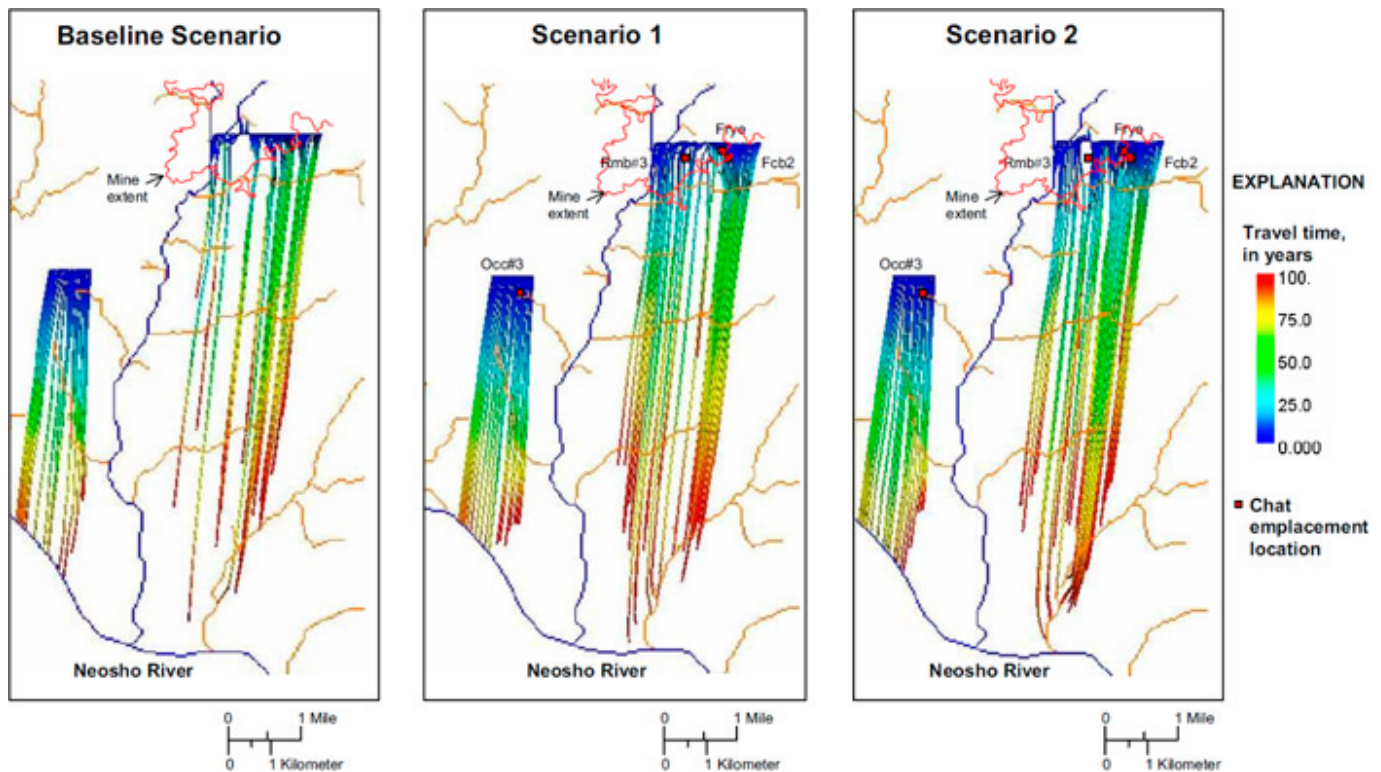 Baseline Scenario
Mine
extent
Neosho River
0 1 Mile
0 1 Kilometer
Scenario 1
Frye
Rmb#3
Fcb2
Mine
extent
Occ#3
Neosho River
0 1 Mile
0 1 Kilometer
Scenario 2
Frye
Rmb#3
Fcb2
Mine
extent
Occ#3
Neosho River
0 1 Mile
0 1 Kilometer
EXPLANATION
Travel time,
in years
100.
75.0
50.0
25.0
0.000
Chat
emplacement
location